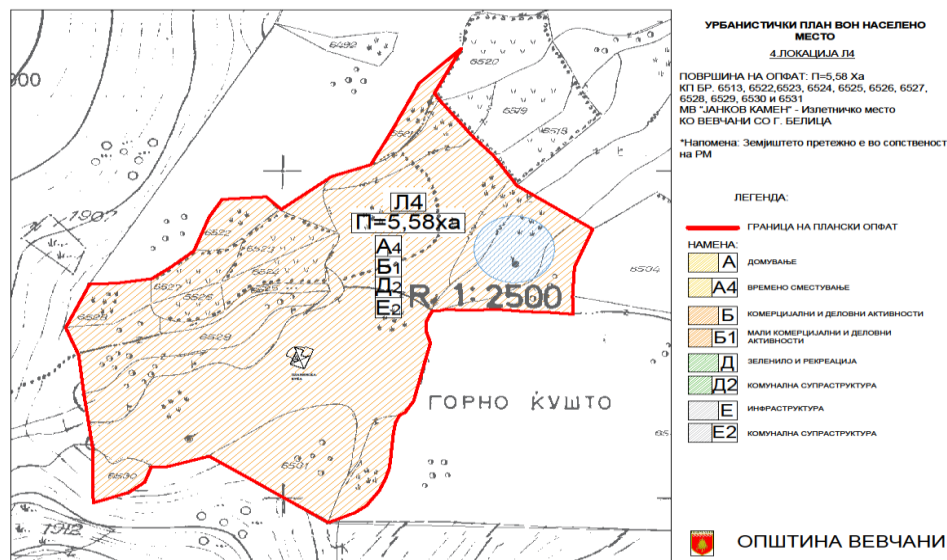 УРБАНИСТИЧКИ ПЛАН ВОН НАСЕЛЕНО
МЕСТО
4 ЛОКАЦИЈА Л4
ПОВРШИНА НА ОПФАТ: П=5,58 Ха
КП БР. 6513, 6522,6523, 6524, 6525, 6526, 6527,
6528, 6529, 6530 и 653
МВ "ЈАНКОВ КАМЕН" - Излетничко место
КО ВЕВЧАНИ СО Г. БЕЛИЦА
*Напомена: Земјиштето претежно е во сопственост
на РМ
ЛЕГЕНДА:
ГРАНИЦА НА ПЛАНСКИ ОПФАТ
НАМЕНА:
А ДОМУВАЊЕ
А4 ВРЕМЕНО СМЕСТУВАЊЕ
Б КОМЕРЦИЈАЛНИ И ДЕЛОВНИ АКТИВНОСТИ
Б1 МАЛИ КОМЕРЦИЈАЛНИ И ДЕЛОВНИ
АКТИВНОСТИ
Д ЗЕЛЕНИЛО И РЕКРЕАЦИЈА
Д2 КОМУНАЛНА СУПРАСТРУКТУРА
Е ИНФРАСТРУКТУРА
Е2 КОМУНАЛНА СУПРАСТРУКТУРА
ОПШТИНА ВЕВЧАНИ
6492
6520
6519
6518
Л4
П=5,58ха
А4
Б1
Д2
Е2
R 1:2500
6522
6523
6524
6527
6526
6528
6529
6504
ГОРНО ЌУШТО
6530
6531
1912